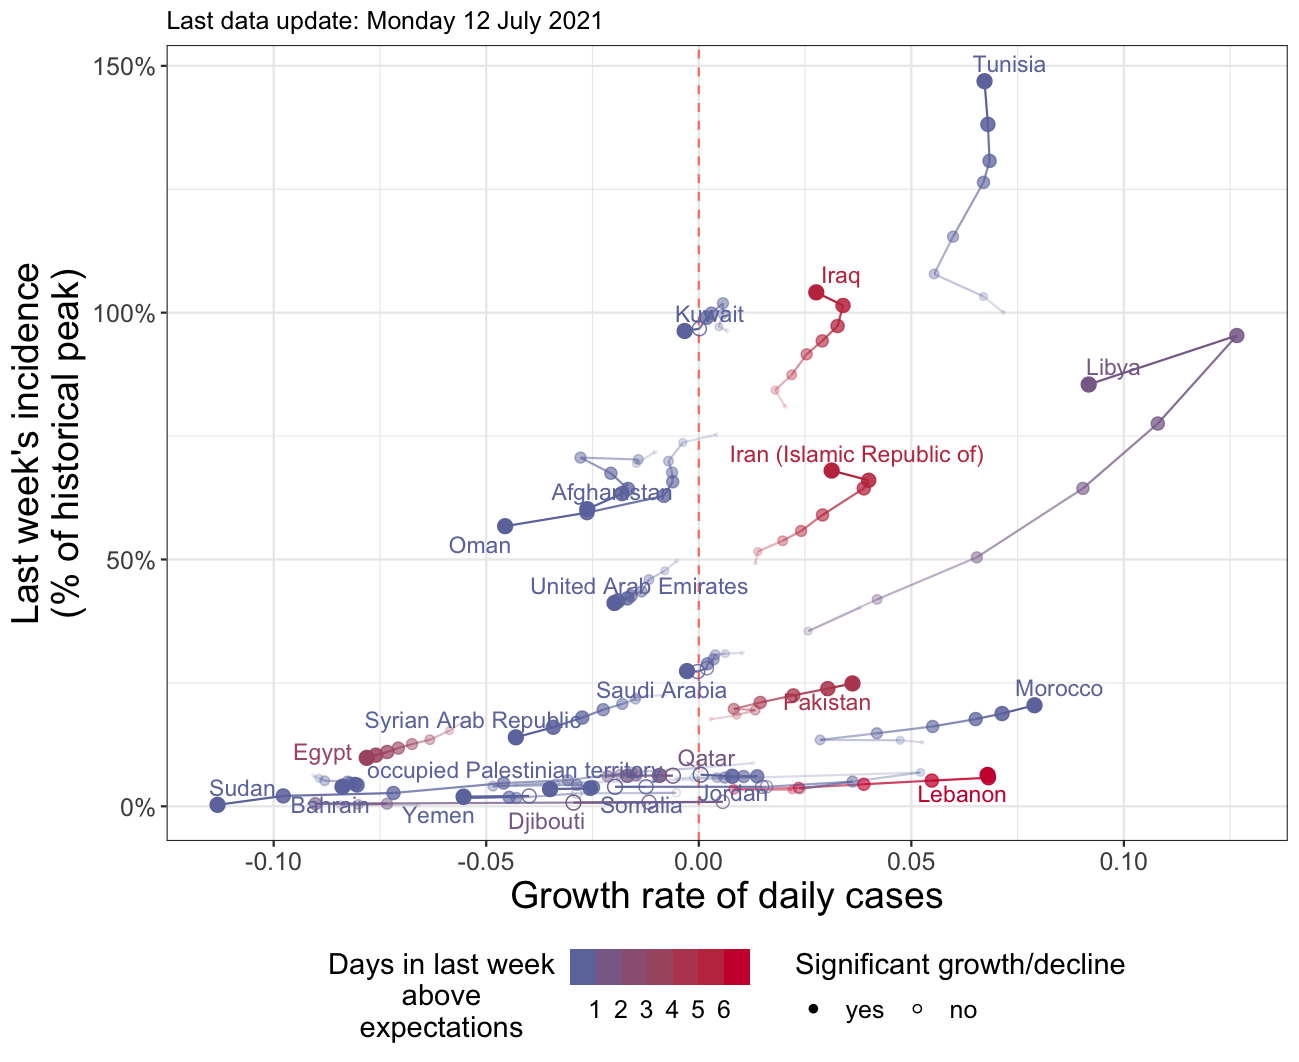 Last data update: Monday 12 July 2021
Last week's incidence
(% of historical peak)
150%
100%
50%
0%
Tunisia
Iraq
Kuwait
Libya
Iran (Islamic Republic of)
Afghanistan
Oman
United Arab Emirates
Saudi Arabia
Morocco
Pakistan
Syrian Arab Republic
Egypt
Qatar
occupied Palestinian territory
Sudan
Jordan
Lebanon
Bahrain
Somalia
Yemen
Djibouti
-0.10 -0.05 0.00 0.05 0.10
Growth rate of daily cases
Days in last week
above
expectations
1 2 3 4 5 6
Significant growth/decline
yes no